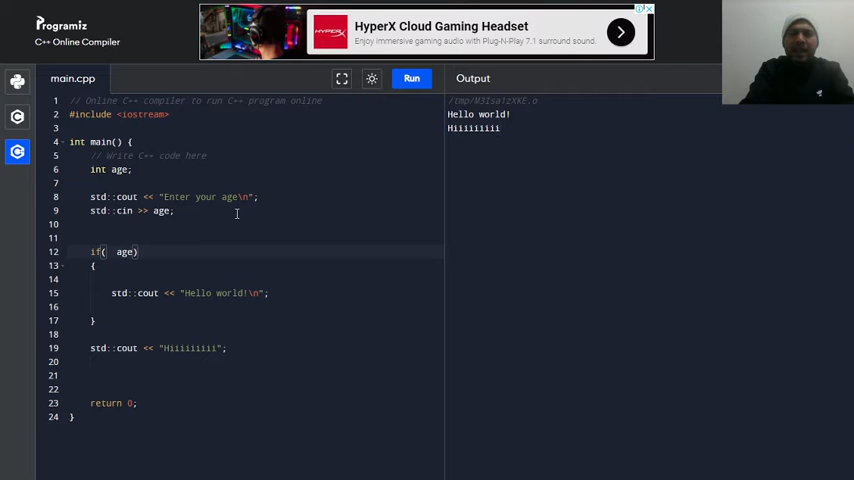 Programiz
C++ Online Compiler
HyperX Cloud Gaming Headset
Enjoy immersive gaming audio with Plug-N-Play 7.1 surround sound.
HYPERX
main.cpp
Run
Output
1 // Online C++ compiler to run C++ program online
2 #include <iostream>
3
4 int main() {
5 // Write C++ code here
6 int age;
7
8 std::cout << "Enter your age\n";
9 std::cin >> age;
10
11
12 if(  age)
13 {
14
15 std::cout << "Hello world!\n";
16
17 }
18
19 std::cout << "Hiiiiiiiii";
20
21
22
23 return 0;
24 }
/tmp/M3IsatzXKE.o
Hello world!
Hiiiiiiiii